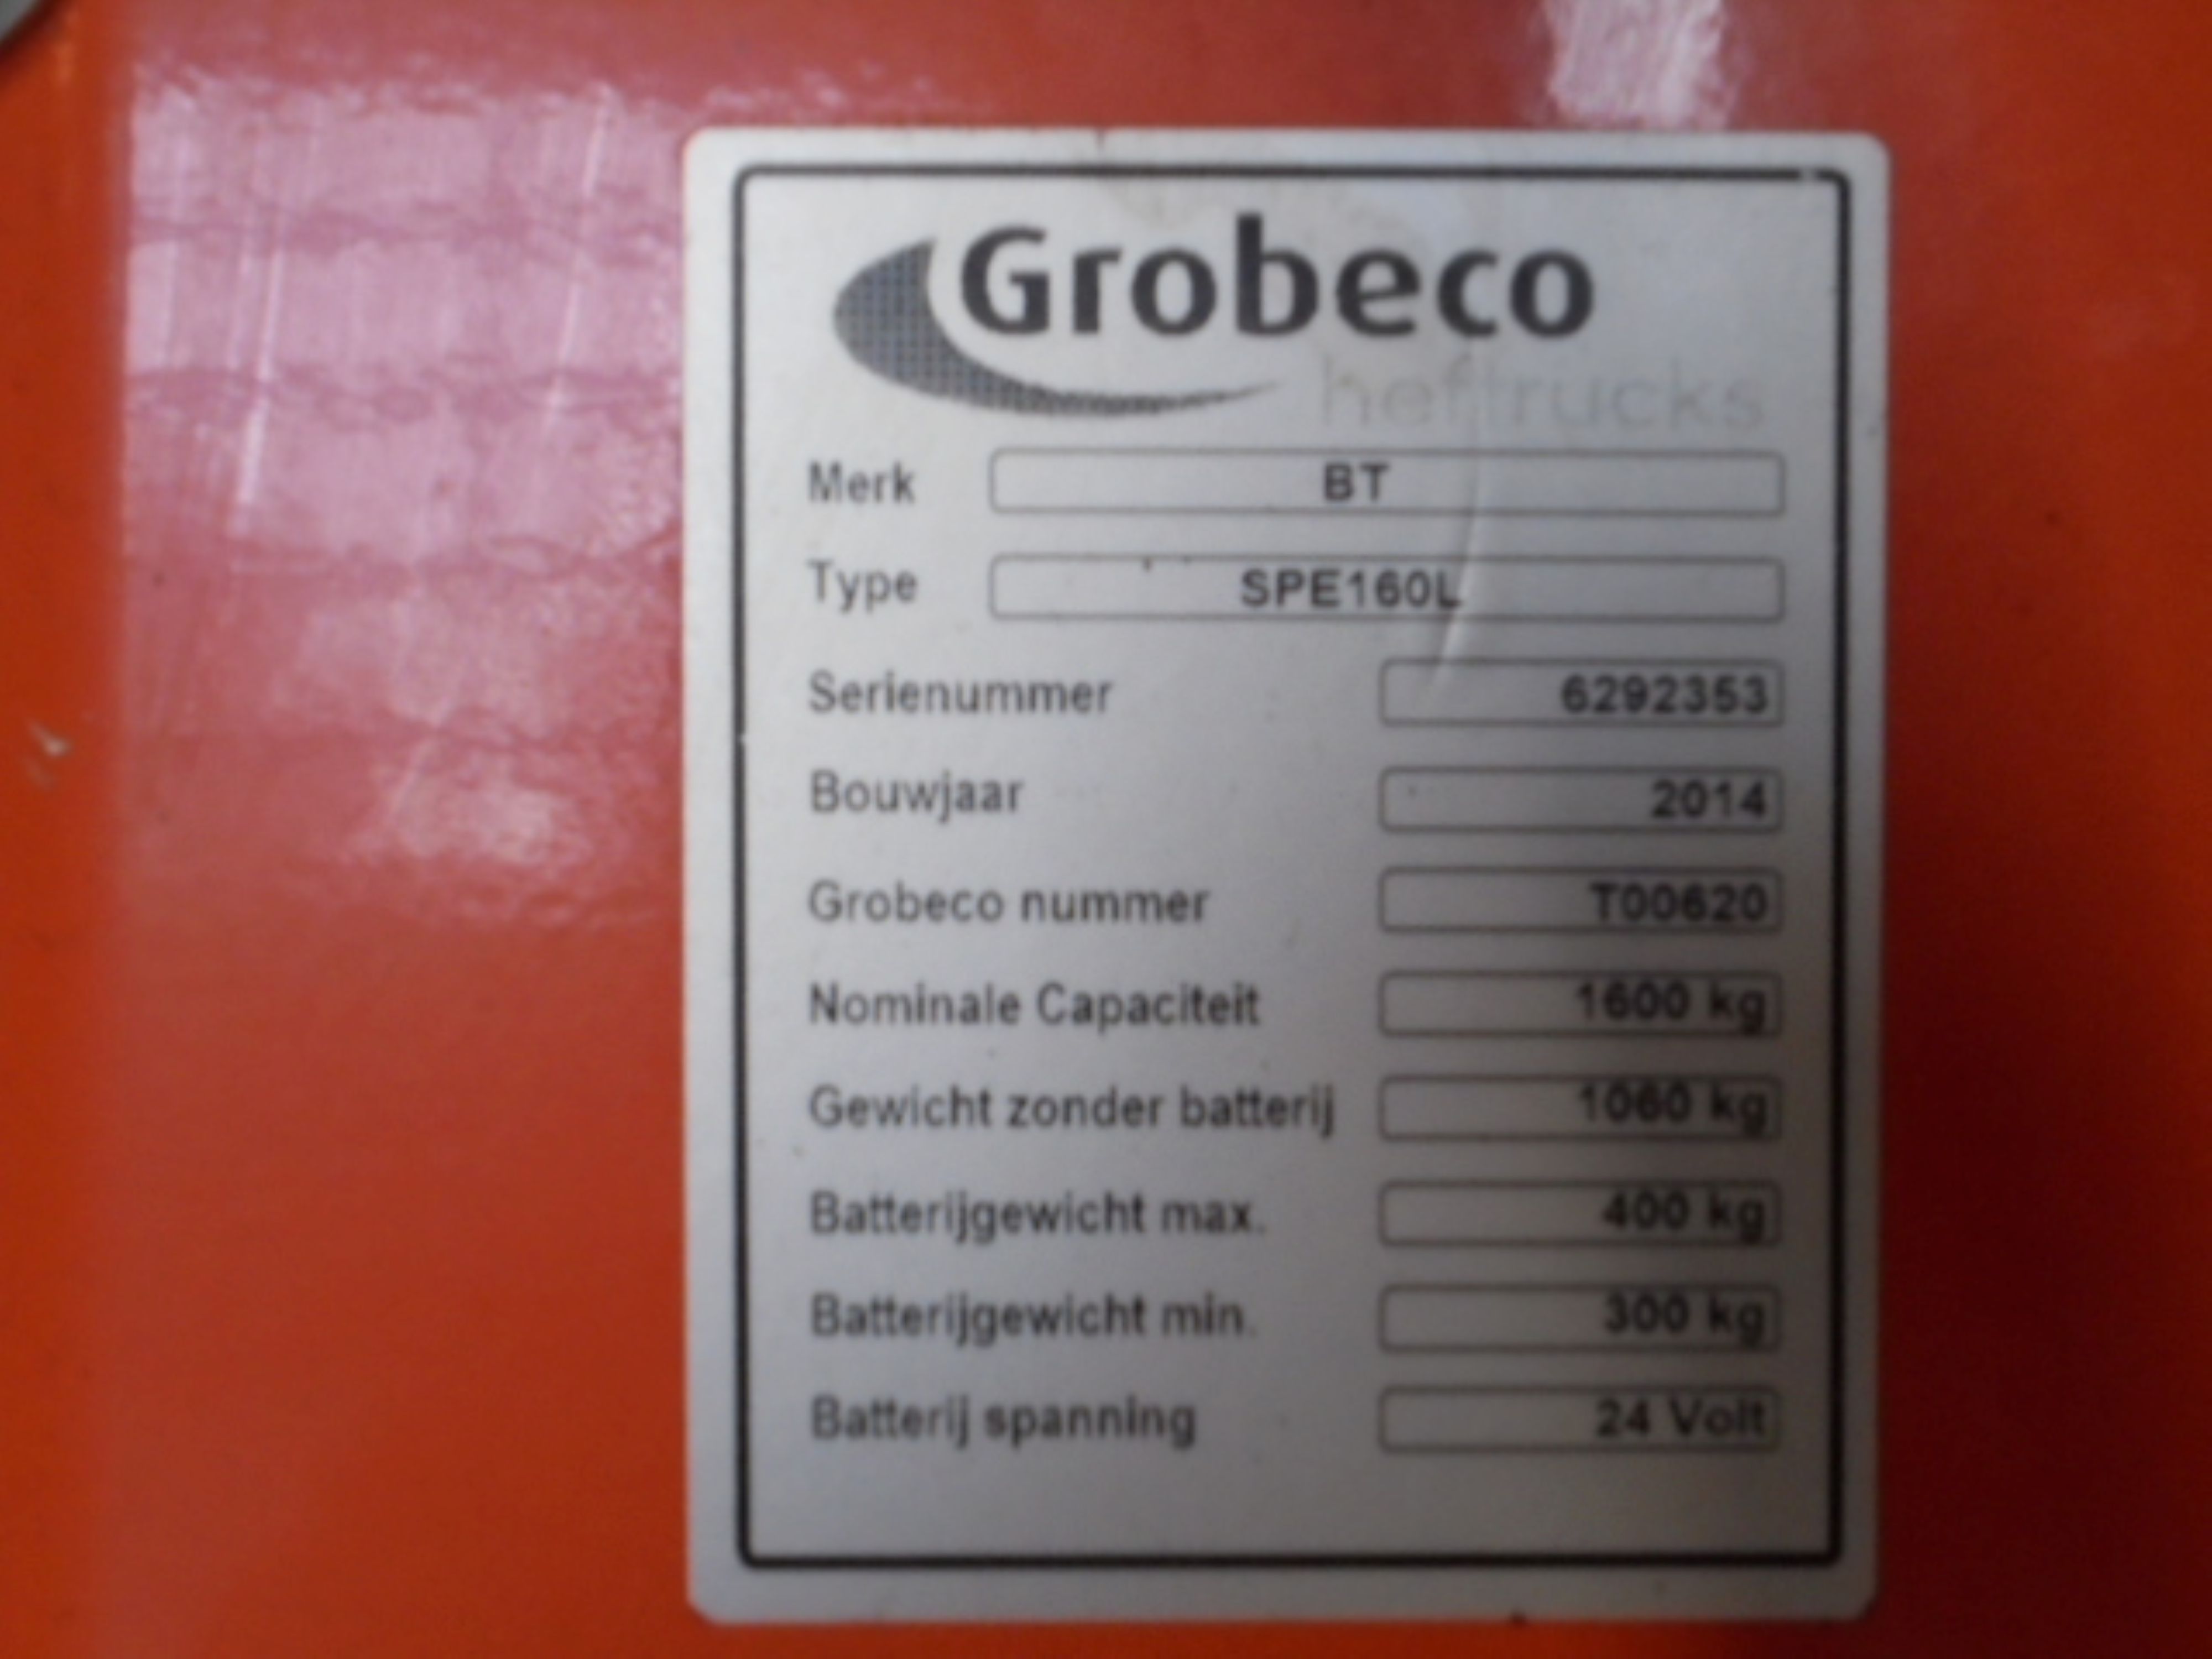 Grobeco
heftrucks
Merk BT
Type SPE160L
Serienummer 6292353
Bouwjaar 2014
Grobeco nummer T00620
Nominale Capaciteit 1600 kg
Gewicht zonder batterij 1060 kg
Batterijgewicht max. 400 kg
Batterijgewicht min. 300 kg
Batterij spanning 24 Volt